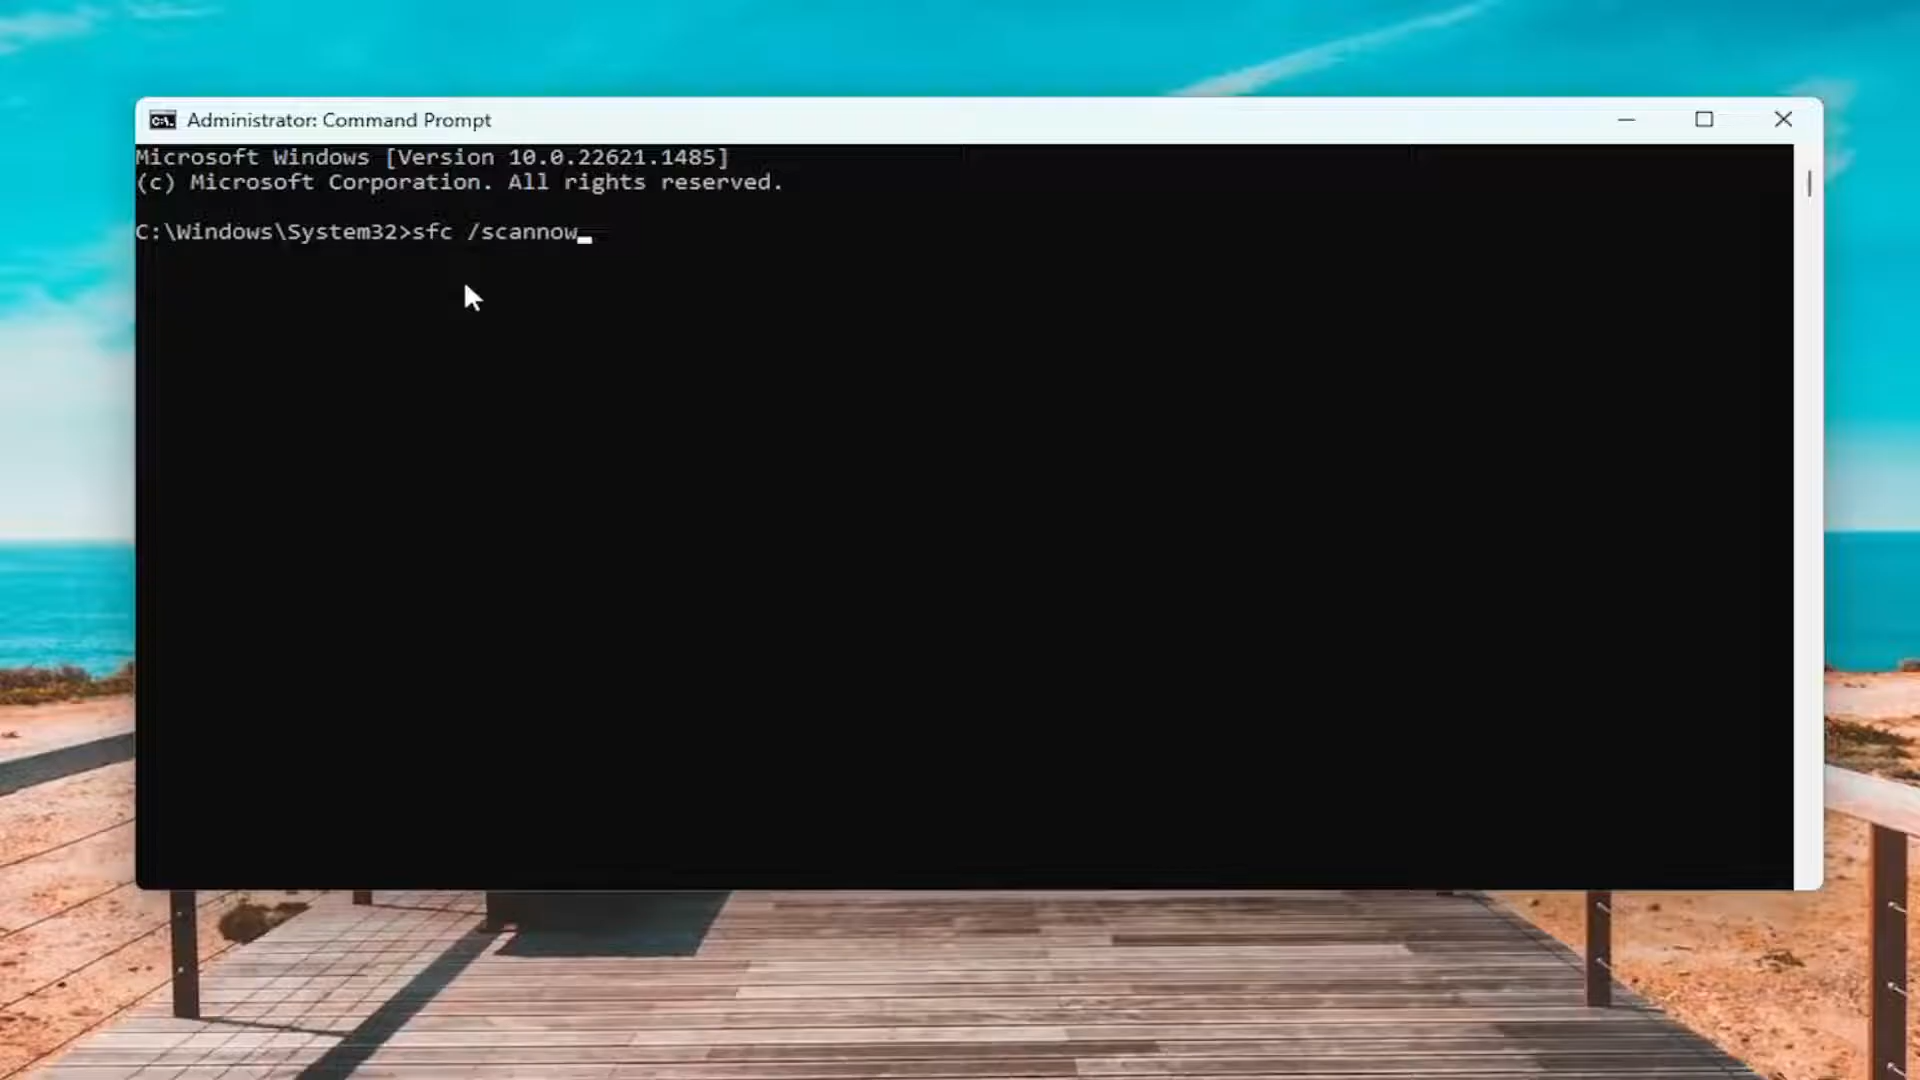 Administrator: Command Prompt
Microsoft Windows [Version 10.0.22621.1485]
(c) Microsoft Corporation. All rights reserved.
C:\Windows\System32>sfc /scannow